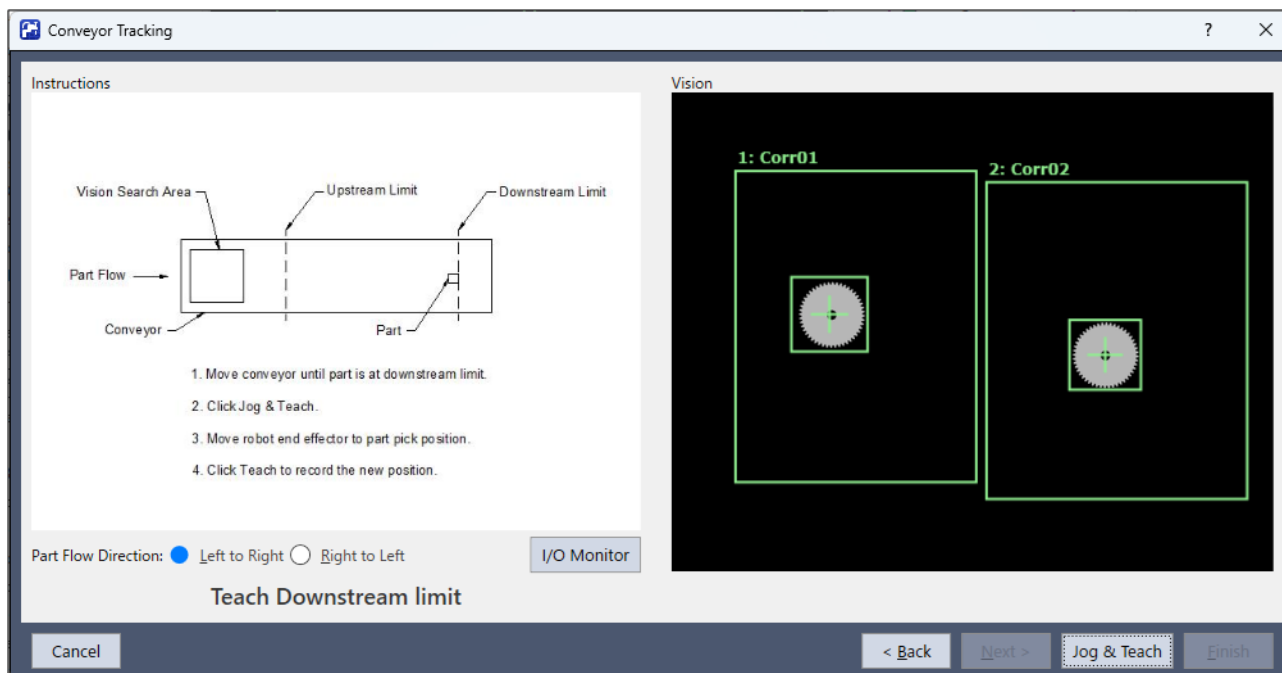 Conveyor Tracking
?
Instructions
Vision
Vision Search Area
Upstream Limit
Downstream Limit
Part Flow
Conveyor
Part
1. Move conveyor until part is at downstream limit.
2. Click Jog & Teach.
3. Move robot end effector to part pick position.
4. Click Teach to record the new position.
1: Corr01
2: Corr02
Part Flow Direction: Left to Right Right to Left
I/O Monitor
Teach Downstream limit
Cancel
< Back
Next >
Jog & Teach
Finish